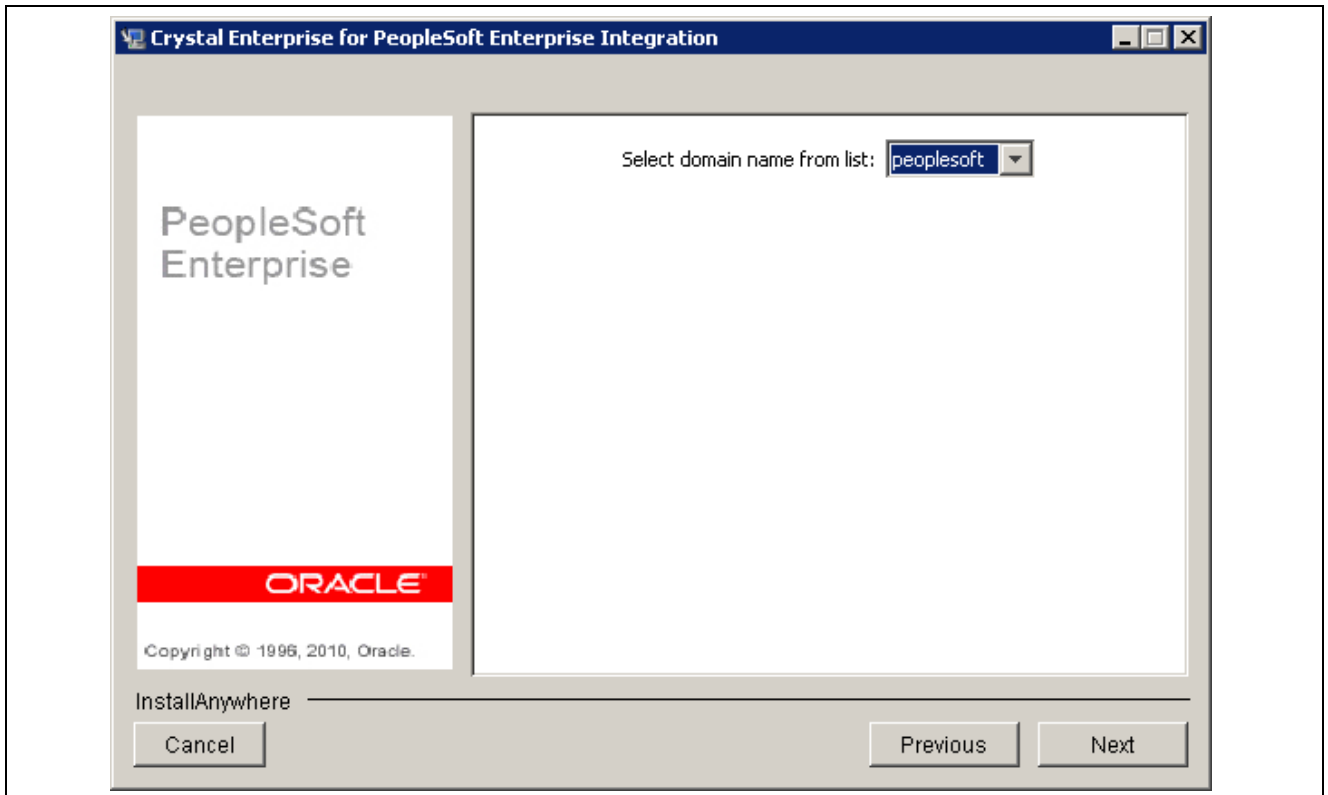 Crystal Enterprise for PeopleSoft Enterprise Integration
Select domain name from list: peoplesoft
PeopleSoft
Enterprise
ORACLE
Copyright © 1996, 2010, Oracle.
InstallAnywhere
Cancel Previous Next